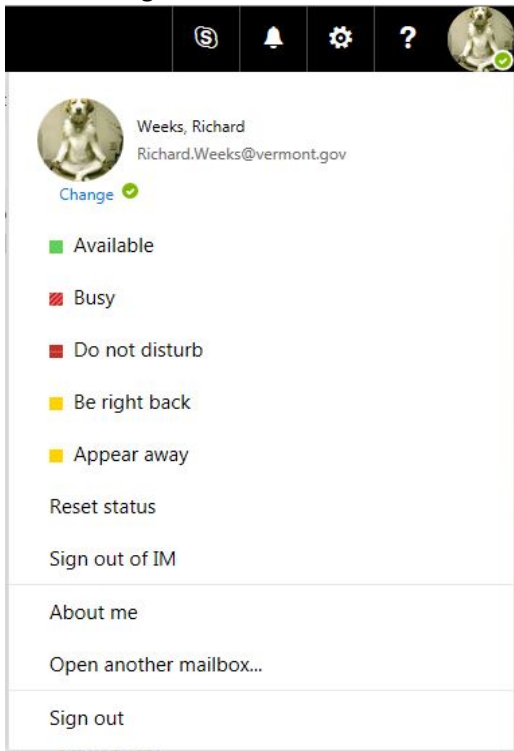 ?
Weeks, Richard
Richard.Weeks@vermont.gov
Change
Available
Busy
Do not disturb
Be right back
Appear away
Reset status
Sign out of IM
About me
Open another mailbox...
Sign out